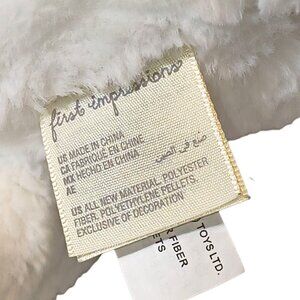 first impressions
US MADE IN CHINA
CA FABRIQUÉ EN CHINE
MX HECHO EN CHINA
AE صنع في الصين
US ALL NEW MATERIAL POLYESTER
FIBER, POLYETHYLENE PELLETS,
EXCLUSIVE OF DECORATION
TOYS LTD.
FIBER
ETS